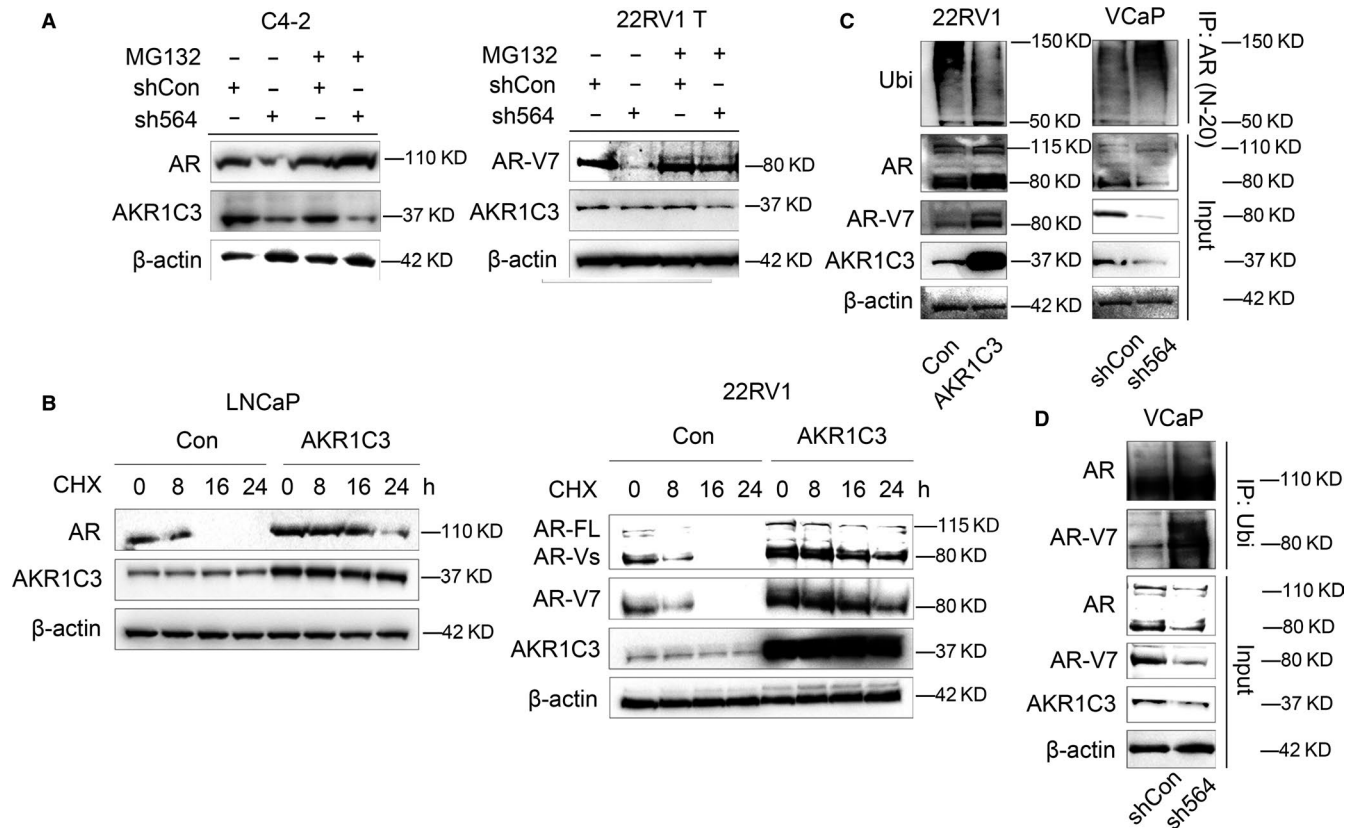 A
C4-2
MG132 – – + +
shCon + – + –
sh564 – + – +
AR —110 KD
AKR1C3 —37 KD
β-actin —42 KD
22RV1 T
MG132 – – + +
shCon + – + –
sh564 – + – +
AR-V7 —80 KD
AKR1C3 —37 KD
β-actin —42 KD
B
LNCaP
Con AKR1C3
CHX 0 8 16 24 0 8 16 24 h
AR —110 KD
AKR1C3 —37 KD
β-actin —42 KD
22RV1
Con AKR1C3
CHX 0 8 16 24 0 8 16 24 h
AR-FL —115 KD
AR-Vs —80 KD
AR-V7 —80 KD
AKR1C3 —37 KD
β-actin —42 KD
C
22RV1 VCaP
Ubi —150 KD —150 KD
—50 KD —50 KD
AR —115 KD —110 KD
—80 KD —80 KD
AR-V7 —80 KD —80 KD
AKR1C3 —37 KD —37 KD
β-actin —42 KD —42 KD
Con AKR1C3 shCon sh564
IP: AR (N-20)
Input
D
VCaP
AR —110 KD
AR-V7 —80 KD
AR —110 KD
—80 KD
AR-V7 —80 KD
AKR1C3 —37 KD
β-actin —42 KD
shCon sh564
IP: Ubi
Input